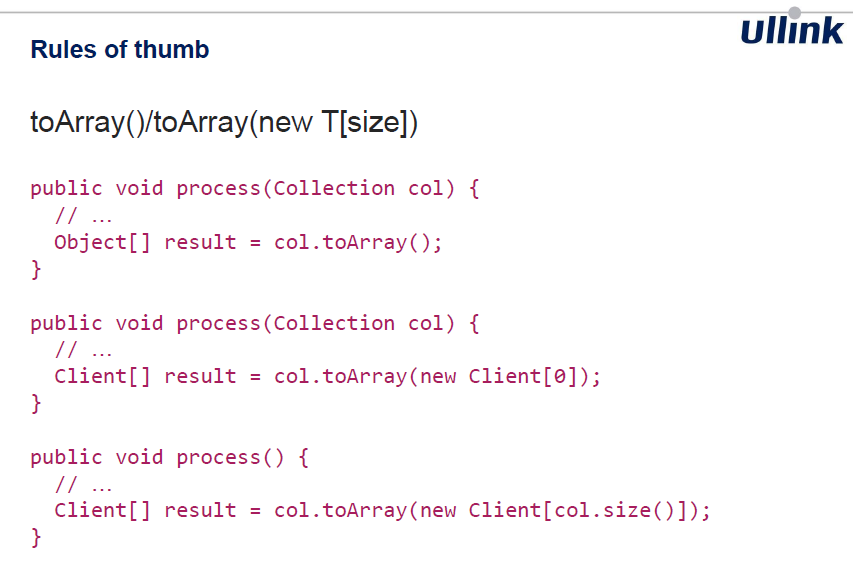 ullink
Rules of thumb
toArray()/toArray(new T[size])
public void process(Collection col) {
// ...
Object[] result = col.toArray();
}
public void process(Collection col) {
// ...
Client[] result = col.toArray(new Client[0]);
}
public void process() {
// ...
Client[] result = col.toArray(new Client[col.size()]);
}